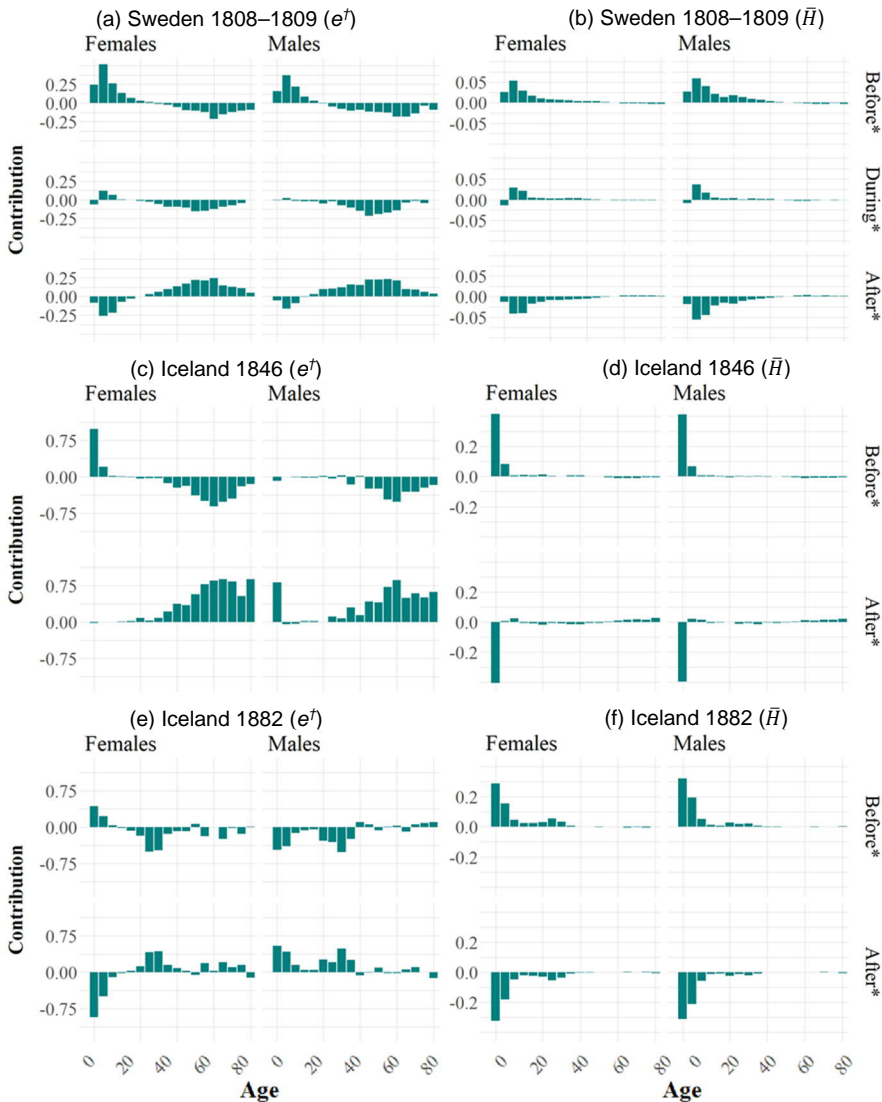 (a) Sweden 1808–1809 (e†)
(b) Sweden 1808–1809 (H̄)
Females
Males
Females
Males
0.25
0.00
-0.25
0.05
0.00
-0.05
Before*
0.25
0.00
-0.25
0.05
0.00
-0.05
During*
0.25
0.00
-0.25
0.05
0.00
-0.05
After*
Contribution
(c) Iceland 1846 (e†)
(d) Iceland 1846 (H̄)
Females
Males
Females
Males
0.75
0.00
-0.75
0.2
0.0
-0.2
Before*
0.75
0.00
-0.75
0.2
0.0
-0.2
After*
Contribution
(e) Iceland 1882 (e†)
(f) Iceland 1882 (H̄)
Females
Males
Females
Males
0.75
0.00
-0.75
0.2
0.0
-0.2
Before*
0.75
0.00
-0.75
0.2
0.0
-0.2
After*
Contribution
0 20 40 60 80 0 20 40 60 80
0 20 40 60 80 0 20 40 60 80
Age
Age